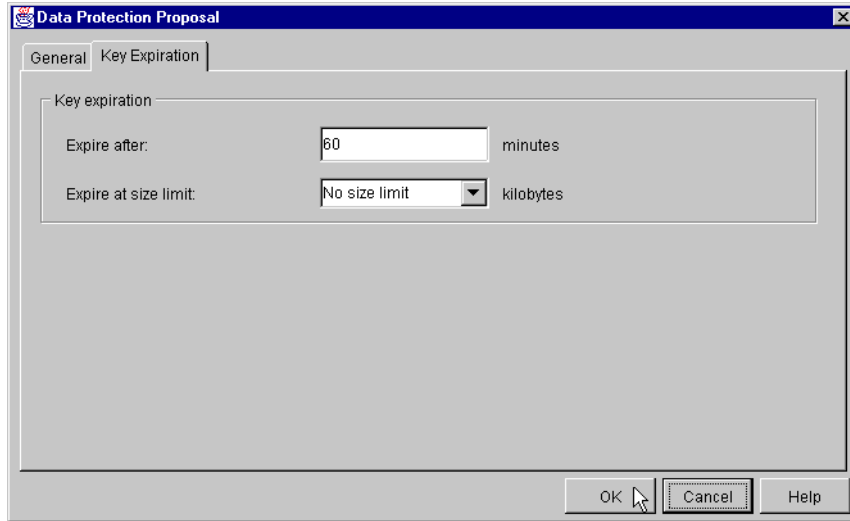 Data Protection Proposal
General Key Expiration
Key expiration
Expire after: 60 minutes
Expire at size limit: No size limit kilobytes
OK Cancel Help